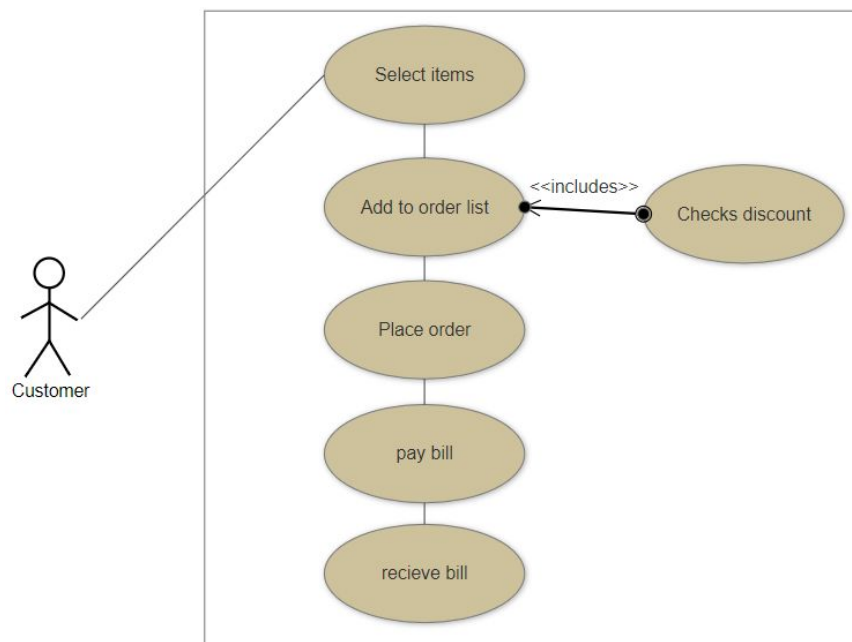 Select items
<<includes>>
Add to order list
Checks discount
Place order
Customer
pay bill
recieve bill